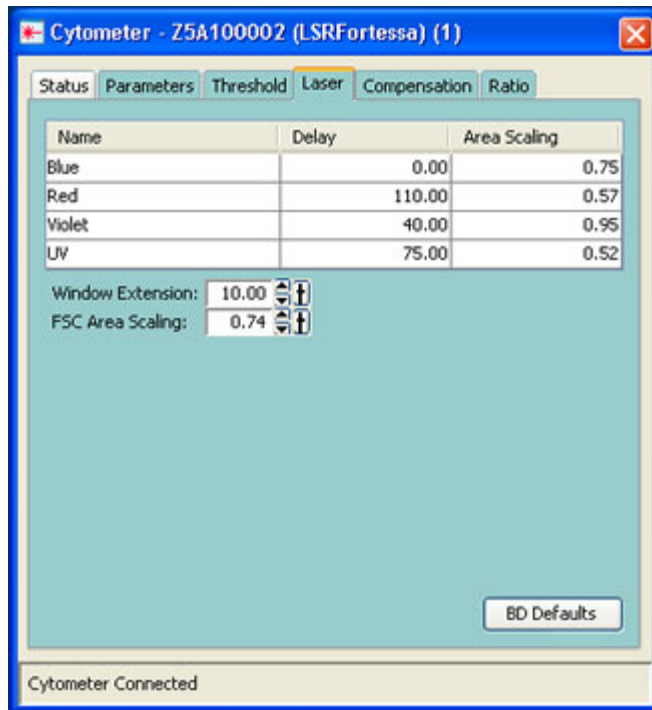 Cytometer - Z5A100002 (LSRFortessa) (1)
Status Parameters Threshold Laser Compensation Ratio
Name Delay Area Scaling
Blue 0.00 0.75
Red 110.00 0.57
Violet 40.00 0.95
UV 75.00 0.52
Window Extension: 10.00
FSC Area Scaling: 0.74
BD Defaults
Cytometer Connected